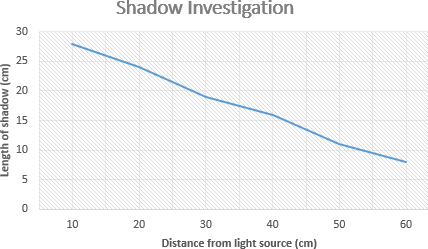 Shadow Investigation
Length of shadow (cm)
30
25
20
15
10
5
0
10 20 30 40 50 60
Distance from light source (cm)